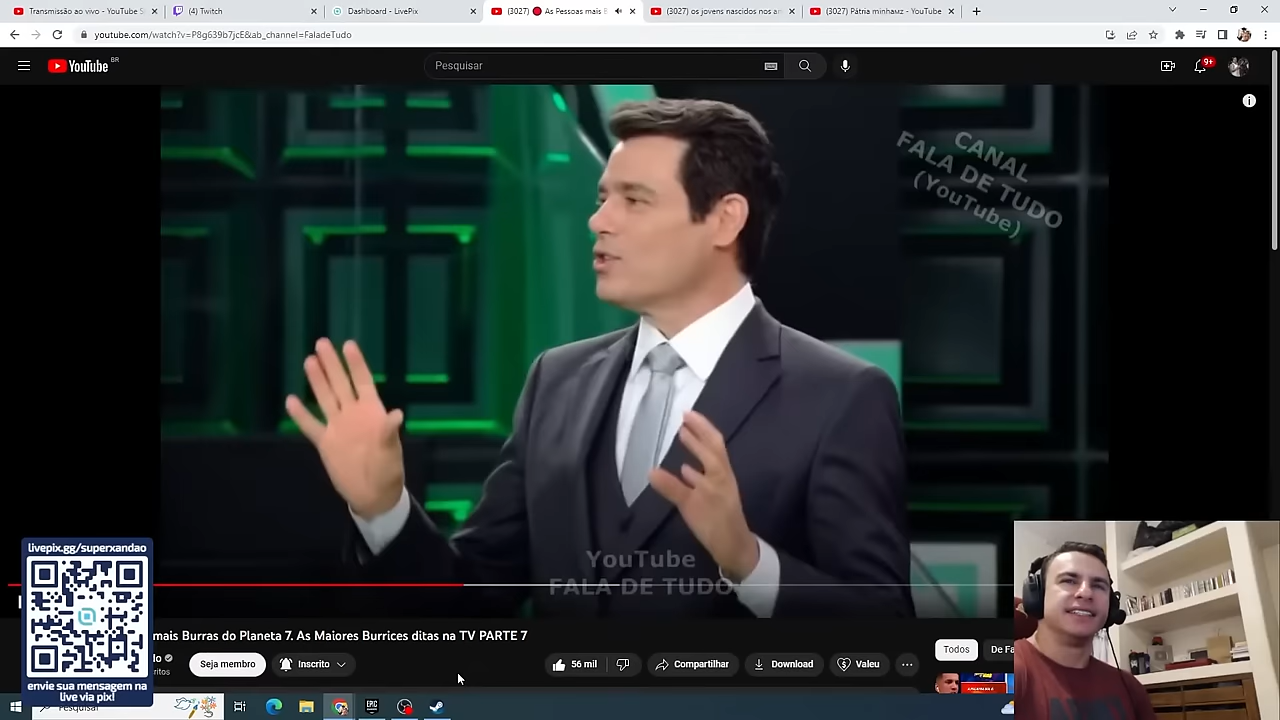 Transmissão ao vivo - YouTube S
(4) Twitch
Dashboard - LivePix
(3027) 🔴 As Pessoas mais B
(3027) os jovens nascidos nos an
(3027) Pátria minhawz - YouTube
youtube.com/watch?v=P8g639b7jcE&ab_channel=FaladeTudo
YouTube BR
Pesquisar
9+
CANAL
FALA DE TUDO
(YouTube)
YouTube
FALA DE TUDO
livepix.gg/superxandao
envie sua mensagem na
live via pix!
mais Burras do Planeta 7. As Maiores Burrices ditas na TV PARTE 7
Seja membro
Inscrito
56 mil
Compartilhar
Download
Valeu
Todos
De Fa
Pesquisar
EPIC